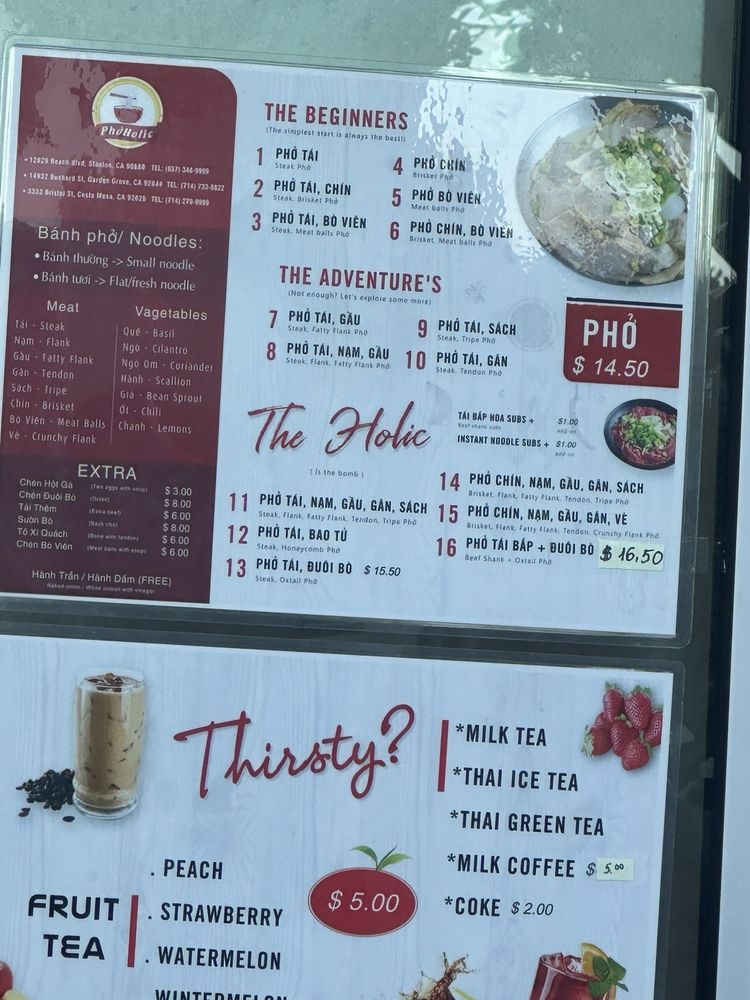 PhởHolic
• 12829 Beach Blvd, Stanton, CA 90680 TEL: (657) 348-9999
• 14932 Bushard St, Garden Grove, CA 92844 TEL: (714) 733-8822
• 3333 Bristol St, Costa Mesa, CA 92626 TEL: (714) 279-9999
Bánh phở/ Noodles:
• Bánh thường -> Small noodle
• Bánh tươi -> Flat/fresh noodle
Meat
Tái - Steak
Nạm - Flank
Gầu - Fatty Flank
Gân - Tendon
Sách - Tripe
Chín - Brisket
Bò Viên - Meat Balls
Vè - Crunchy Flank
Vagetables
Quế - Basil
Ngò - Cilantro
Ngò Om - Coriander
Hành - Scallion
Giá - Bean Sprout
Ớt - Chili
Chanh - Lemons
EXTRA
Chén Hột Gà (Two eggs with soup) $ 3.00
Chén Đuôi Bò (Oxtail) $ 8.00
Tái Thêm (Extra beef) $ 6.00
Sườn Bò (Back ribs) $ 8.00
Tô Xí Quách (Bone with tendon) $ 6.00
Chén Bò Viên (Meat balls with soup) $ 6.00
Hành Trần / Hành Dấm (FREE)
Naked onion / White onion with vinegar
THE BEGINNERS
(The simplest start is always the best!)
1 PHỞ TÁI
Steak Phở
2 PHỞ TÁI, CHÍN
Steak, Brisket Phở
3 PHỞ TÁI, BÒ VIÊN
Steak, Meat balls Phở
4 PHỞ CHÍN
Brisket Phở
5 PHỞ BÒ VIÊN
Meat balls Phở
6 PHỞ CHÍN, BÒ VIÊN
Brisket, Meat balls Phở
THE ADVENTURE'S
(Not enough? Let's explore some more)
7 PHỞ TÁI, GẦU
Steak, Fatty Flank Phở
8 PHỞ TÁI, NẠM, GẦU
Steak, Flank, Fatty Flank Phở
9 PHỞ TÁI, SÁCH
Steak, Tripe Phở
10 PHỞ TÁI, GÂN
Steak, Tendon Phở
PHỞ
$ 14.50
The Holic
( Is the bomb )
TÁI BẮP HOA SUBS + $1.00
Beef shank subs add-on
INSTANT NOODLE SUBS + $1.00
add-on
11 PHỞ TÁI, NẠM, GẦU, GÂN, SÁCH
Steak, Flank, Fatty Flank, Tendon, Tripe Phở
12 PHỞ TÁI, BAO TỬ
Steak, Honeycomb Phở
13 PHỞ TÁI, ĐUÔI BÒ $ 15.50
Steak, Oxtail Phở
14 PHỞ CHÍN, NẠM, GẦU, GÂN, SÁCH
Brisket, Flank, Fatty Flank, Tendon, Tripe Phở
15 PHỞ CHÍN, NẠM, GẦU, GÂN, VÈ
Brisket, Flank, Fatty Flank, Tendon, Crunchy Flank Phở
16 PHỞ TÁI BẮP + ĐUÔI BÒ $ 16.50
Beef Shank + Oxtail Phở
Thirsty?
*MILK TEA
*THAI ICE TEA
*THAI GREEN TEA
*MILK COFFEE $ 5.00
*COKE $ 2.00
FRUIT
TEA
. PEACH
. STRAWBERRY
. WATERMELON
WINTERMELON
$ 5.00